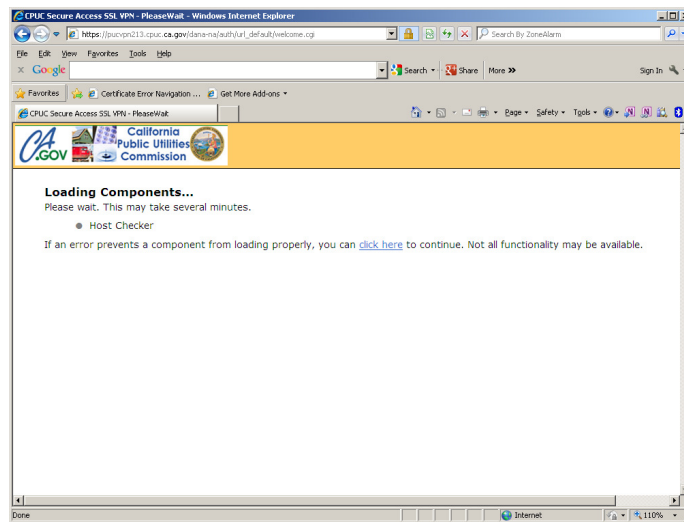 CPUC Secure Access SSL VPN - PleaseWait - Windows Internet Explorer
https://pucvpn213.cpuc.ca.gov/dana-na/auth/url_default/welcome.cgi
Search By ZoneAlarm
File Edit View Favorites Tools Help
Google Search Share More Sign In
Favorites Certificate Error Navigation ... Get More Add-ons
CPUC Secure Access SSL VPN - PleaseWait Page Safety Tools
CA.GOV
California
Public Utilities
Commission
Loading Components...
Please wait. This may take several minutes.
Host Checker
If an error prevents a component from loading properly, you can click here to continue. Not all functionality may be available.
Done Internet 110%